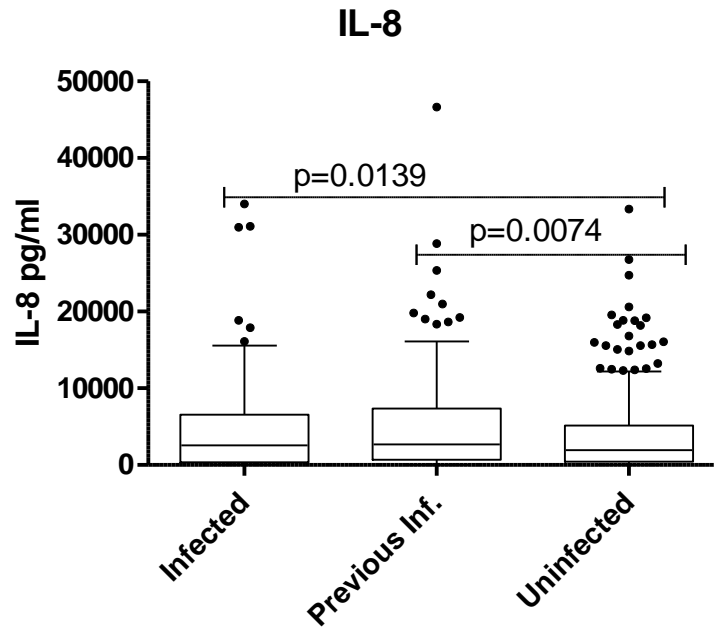 IL-8
IL-8 pg/ml
50000
40000
30000
20000
10000
0
p=0.0139
p=0.0074
Infected
Previous Inf.
Uninfected